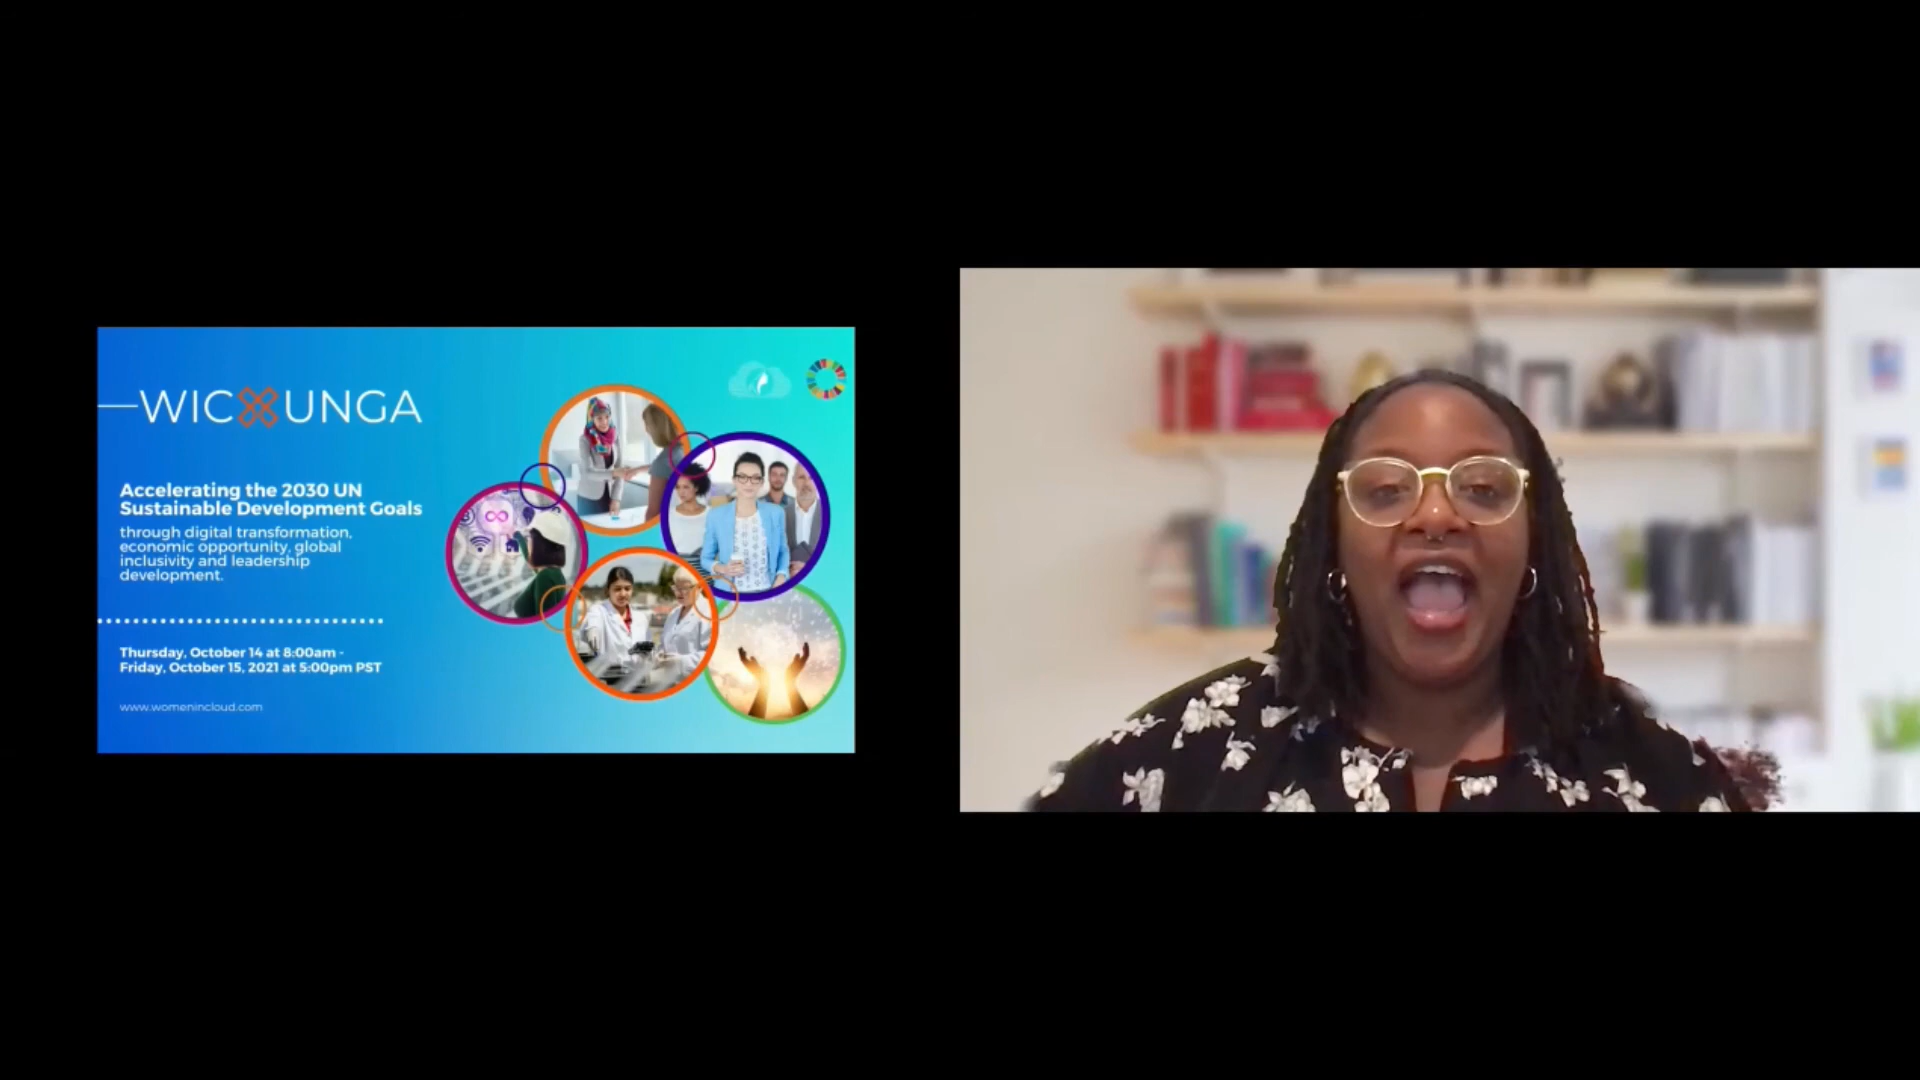 WIC UNGA
Accelerating the 2030 UN
Sustainable Development Goals
through digital transformation,
economic opportunity, global
inclusivity and leadership
development.
Thursday, October 14 at 8:00am -
Friday, October 15, 2021 at 5:00pm PST
www.womenincloud.com